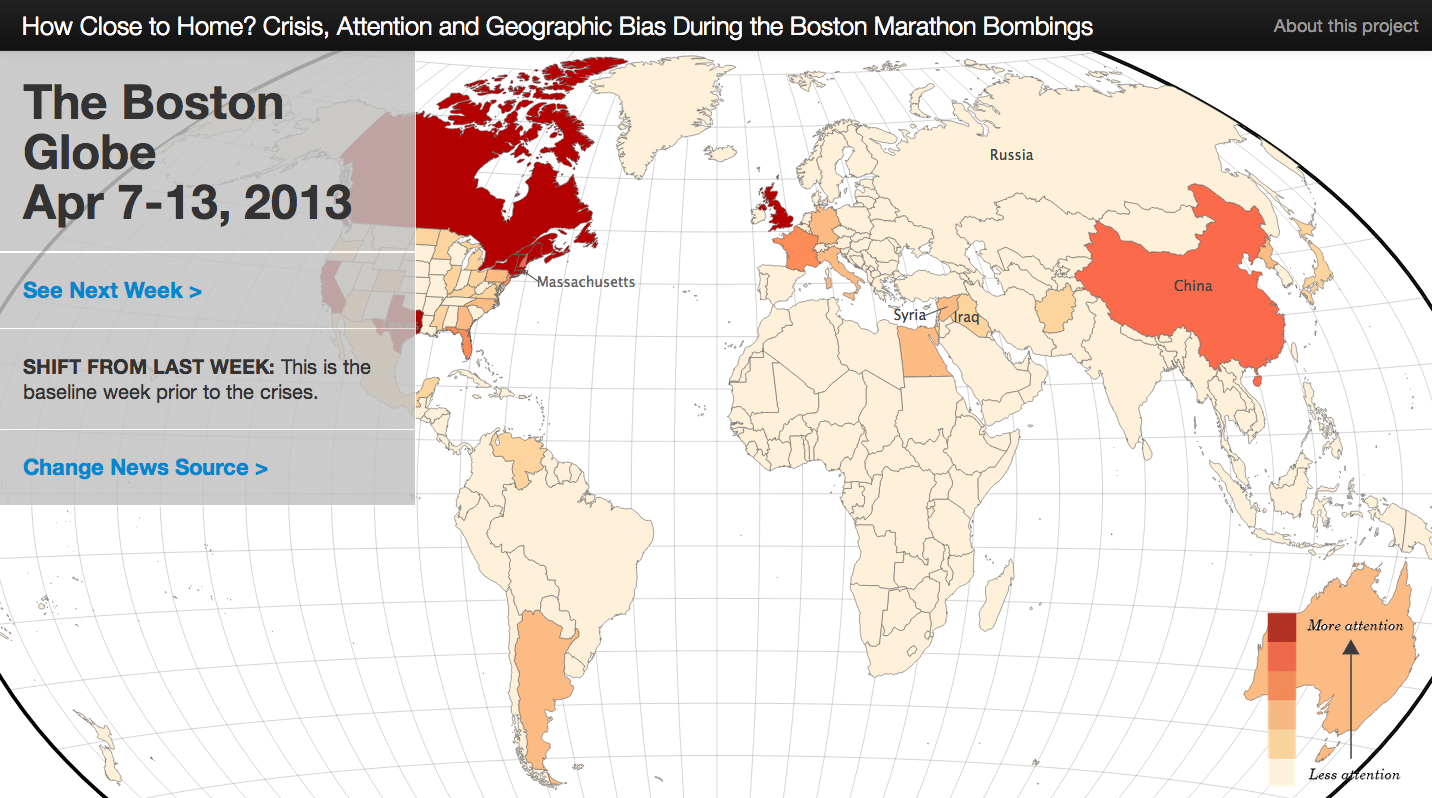 How Close to Home? Crisis, Attention and Geographic Bias During the Boston Marathon Bombings
About this project
The Boston
Globe
Apr 7-13, 2013
See Next Week >
SHIFT FROM LAST WEEK: This is the
baseline week prior to the crises.
Change News Source >
Russia
Massachusetts
China
Syria
Iraq
More attention
Less attention